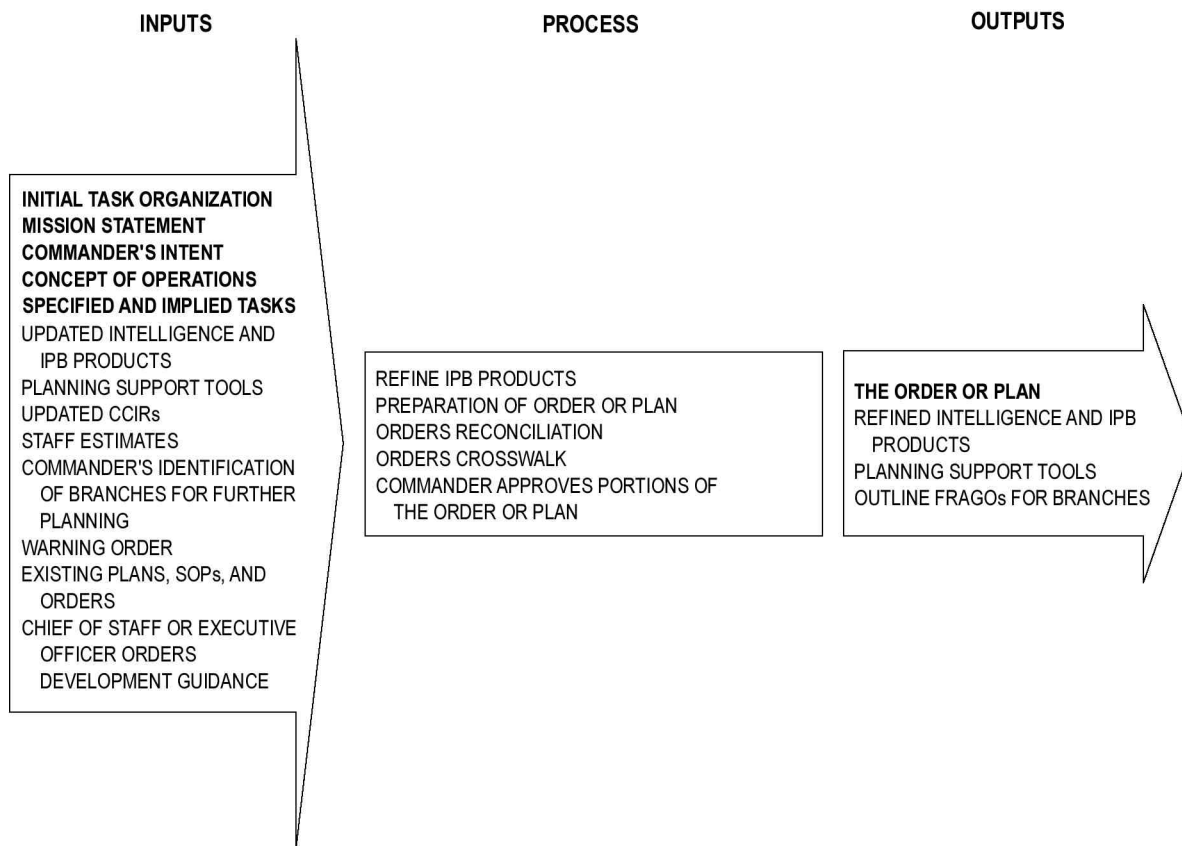 INPUTS
PROCESS
OUTPUTS
INITIAL TASK ORGANIZATION
MISSION STATEMENT
COMMANDER'S INTENT
CONCEPT OF OPERATIONS
SPECIFIED AND IMPLIED TASKS
UPDATED INTELLIGENCE AND
IPB PRODUCTS
PLANNING SUPPORT TOOLS
UPDATED CCIRs
STAFF ESTIMATES
COMMANDER'S IDENTIFICATION
OF BRANCHES FOR FURTHER
PLANNING
WARNING ORDER
EXISTING PLANS, SOPs, AND
ORDERS
CHIEF OF STAFF OR EXECUTIVE
OFFICER ORDERS
DEVELOPMENT GUIDANCE
REFINE IPB PRODUCTS
PREPARATION OF ORDER OR PLAN
ORDERS RECONCILIATION
ORDERS CROSSWALK
COMMANDER APPROVES PORTIONS OF
THE ORDER OR PLAN
THE ORDER OR PLAN
REFINED INTELLIGENCE AND IPB
PRODUCTS
PLANNING SUPPORT TOOLS
OUTLINE FRAGOs FOR BRANCHES